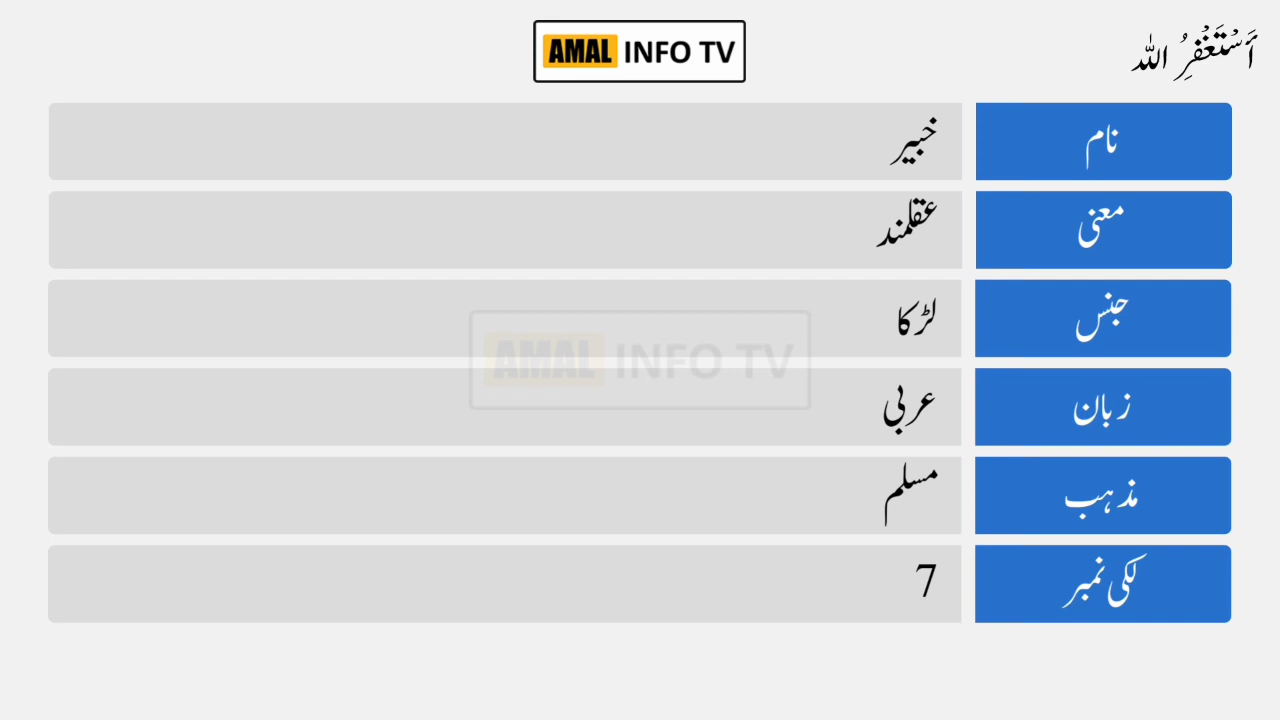 AMAL INFO TV
أَسْتَغْفِرُ اللّٰه
نام خبیر
معنی عقلمند
جنس لڑکا
AMAL INFO TV
زبان عربی
مذہب مسلم
لکی نمبر 7